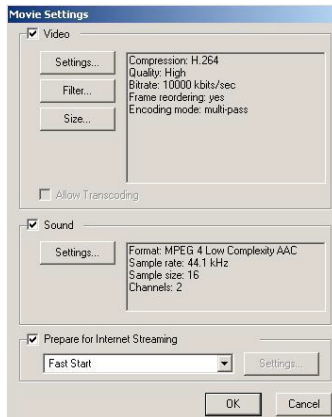 Movie Settings
Video
Settings...
Compression: H.264
Quality: High
Bitrate: 10000 kbits/sec
Frame reordering: yes
Encoding mode: multi-pass
Filter...
Size...
Allow Transcoding
Sound
Settings...
Format: MPEG 4 Low Complexity AAC
Sample rate: 44.1 kHz
Sample size: 16
Channels: 2
Prepare for Internet Streaming
Fast Start
Settings...
OK
Cancel